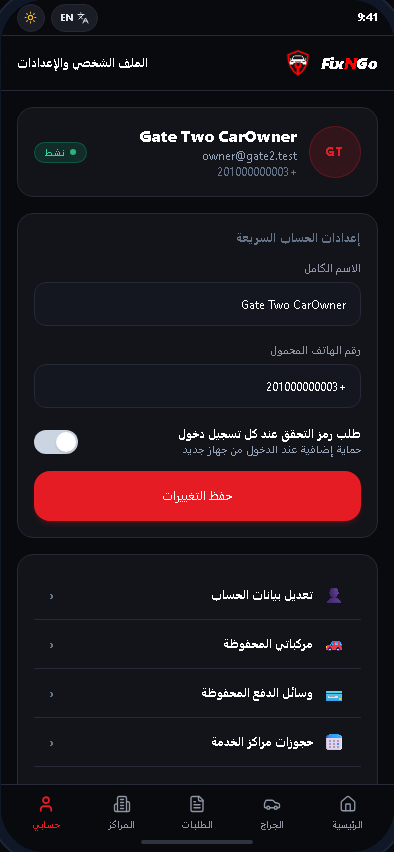 9:41
EN
FixNGo
الملف الشخصي والإعدادات
GT
Gate Two CarOwner
نشط
owner@gate2.test
+201000000003
إعدادات الحساب السريعة
الاسم الكامل
Gate Two CarOwner
رقم الهاتف المحمول
+201000000003
طلب رمز التحقق عند كل تسجيل دخول
حماية إضافية عند الدخول من جهاز جديد
حفظ التغييرات
تعديل بيانات الحساب
مركباتي المحفوظة
وسائل الدفع المحفوظة
حجوزات مراكز الخدمة
الرئيسية
الجراج
الطلبات
المراكز
حسابي